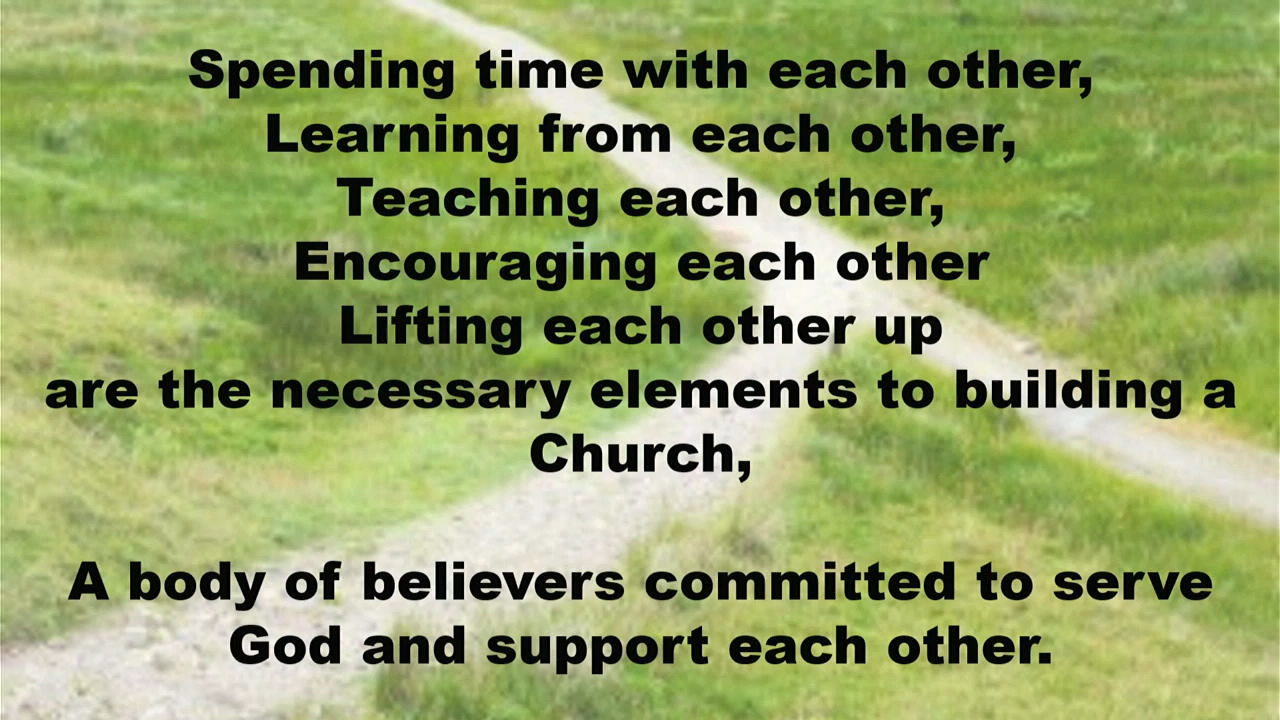 Spending time with each other,
Learning from each other,
Teaching each other,
Encouraging each other
Lifting each other up
are the necessary elements to building a
Church,
A body of believers committed to serve
God and support each other.